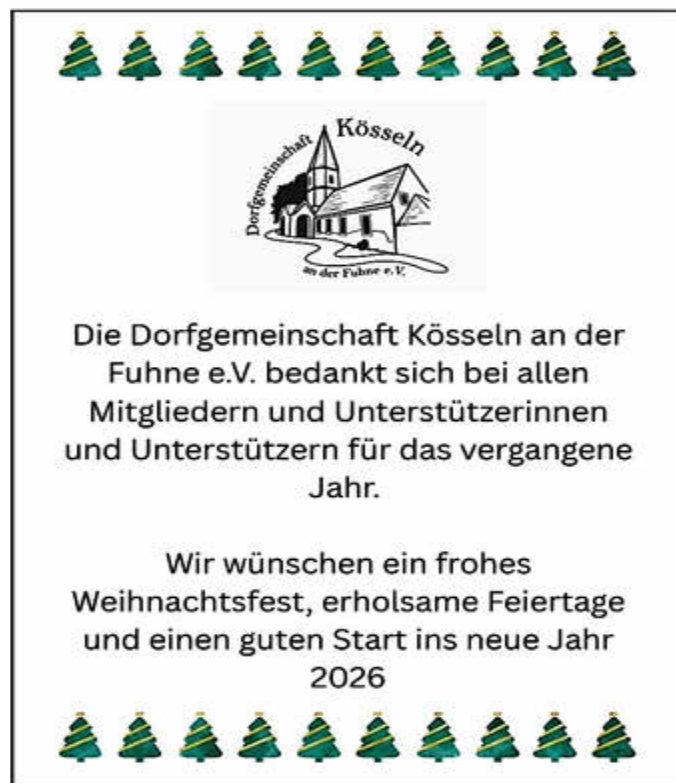 Dorfgemeinschaft Kösseln
an der Fuhne e.V.
Die Dorfgemeinschaft Kösseln an der
Fuhne e.V. bedankt sich bei allen
Mitgliedern und Unterstützerinnen
und Unterstützern für das vergangene
Jahr.
Wir wünschen ein frohes
Weihnachtsfest, erholsame Feiertage
und einen guten Start ins neue Jahr
2026